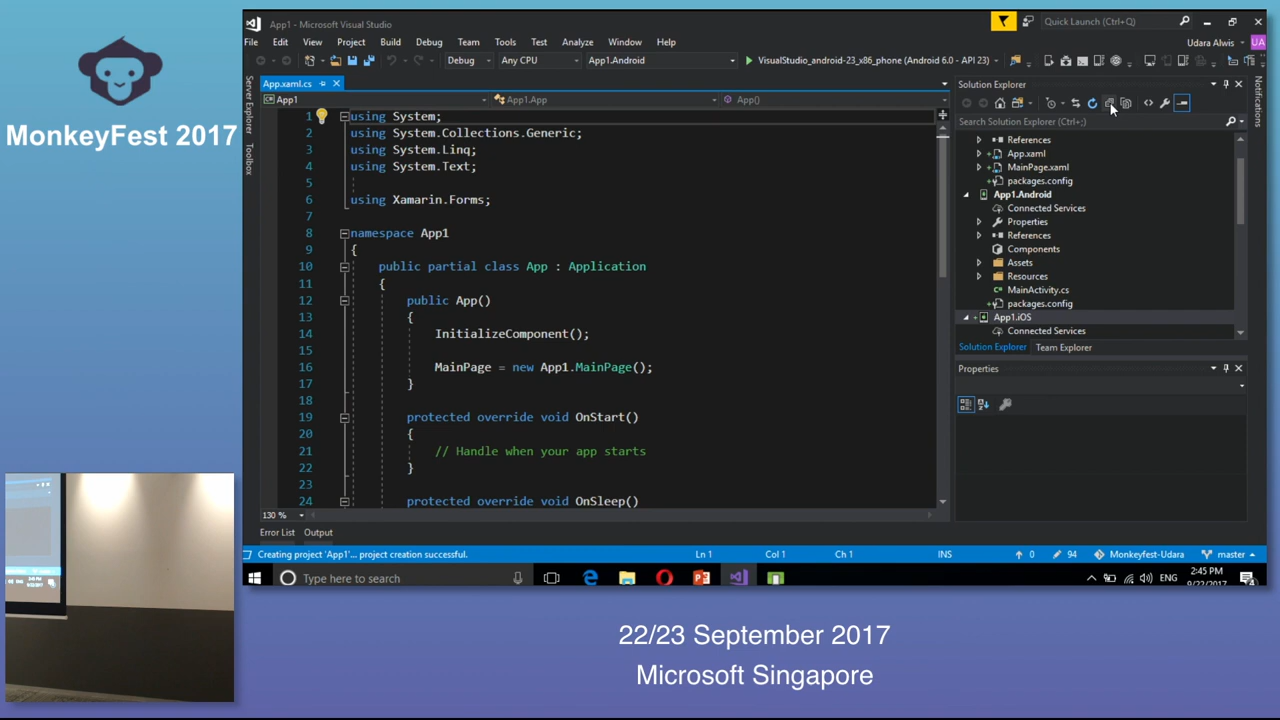 MonkeyFest 2017
App1 - Microsoft Visual Studio
Quick Launch (Ctrl+Q)
File Edit View Project Build Debug Team Tools Test Analyze Window Help
Udara Alwis UA
Debug Any CPU App1.Android VisualStudio_android-23_x86_phone (Android 6.0 - API 23)
Server Explorer
Toolbox
App.xaml.cs
App1 App1.App App()
1 using System;
2 using System.Collections.Generic;
3 using System.Linq;
4 using System.Text;
5
6 using Xamarin.Forms;
7
8 namespace App1
9 {
10 public partial class App : Application
11 {
12 public App()
13 {
14 InitializeComponent();
15
16 MainPage = new App1.MainPage();
17 }
18
19 protected override void OnStart()
20 {
21 // Handle when your app starts
22 }
23
24 protected override void OnSleep()
130 %
Solution Explorer
Search Solution Explorer (Ctrl+;)
References
App.xaml
MainPage.xaml
packages.config
App1.Android
Connected Services
Properties
References
Components
Assets
Resources
MainActivity.cs
packages.config
App1.iOS
Connected Services
Solution Explorer Team Explorer
Properties
Notifications
Error List Output
Creating project 'App1'... project creation successful. Ln 1 Col 1 Ch 1 INS 0 94 Monkeyfest-Udara master
Type here to search
ENG
2:45 PM
9/22/2017
4
22/23 September 2017
Microsoft Singapore